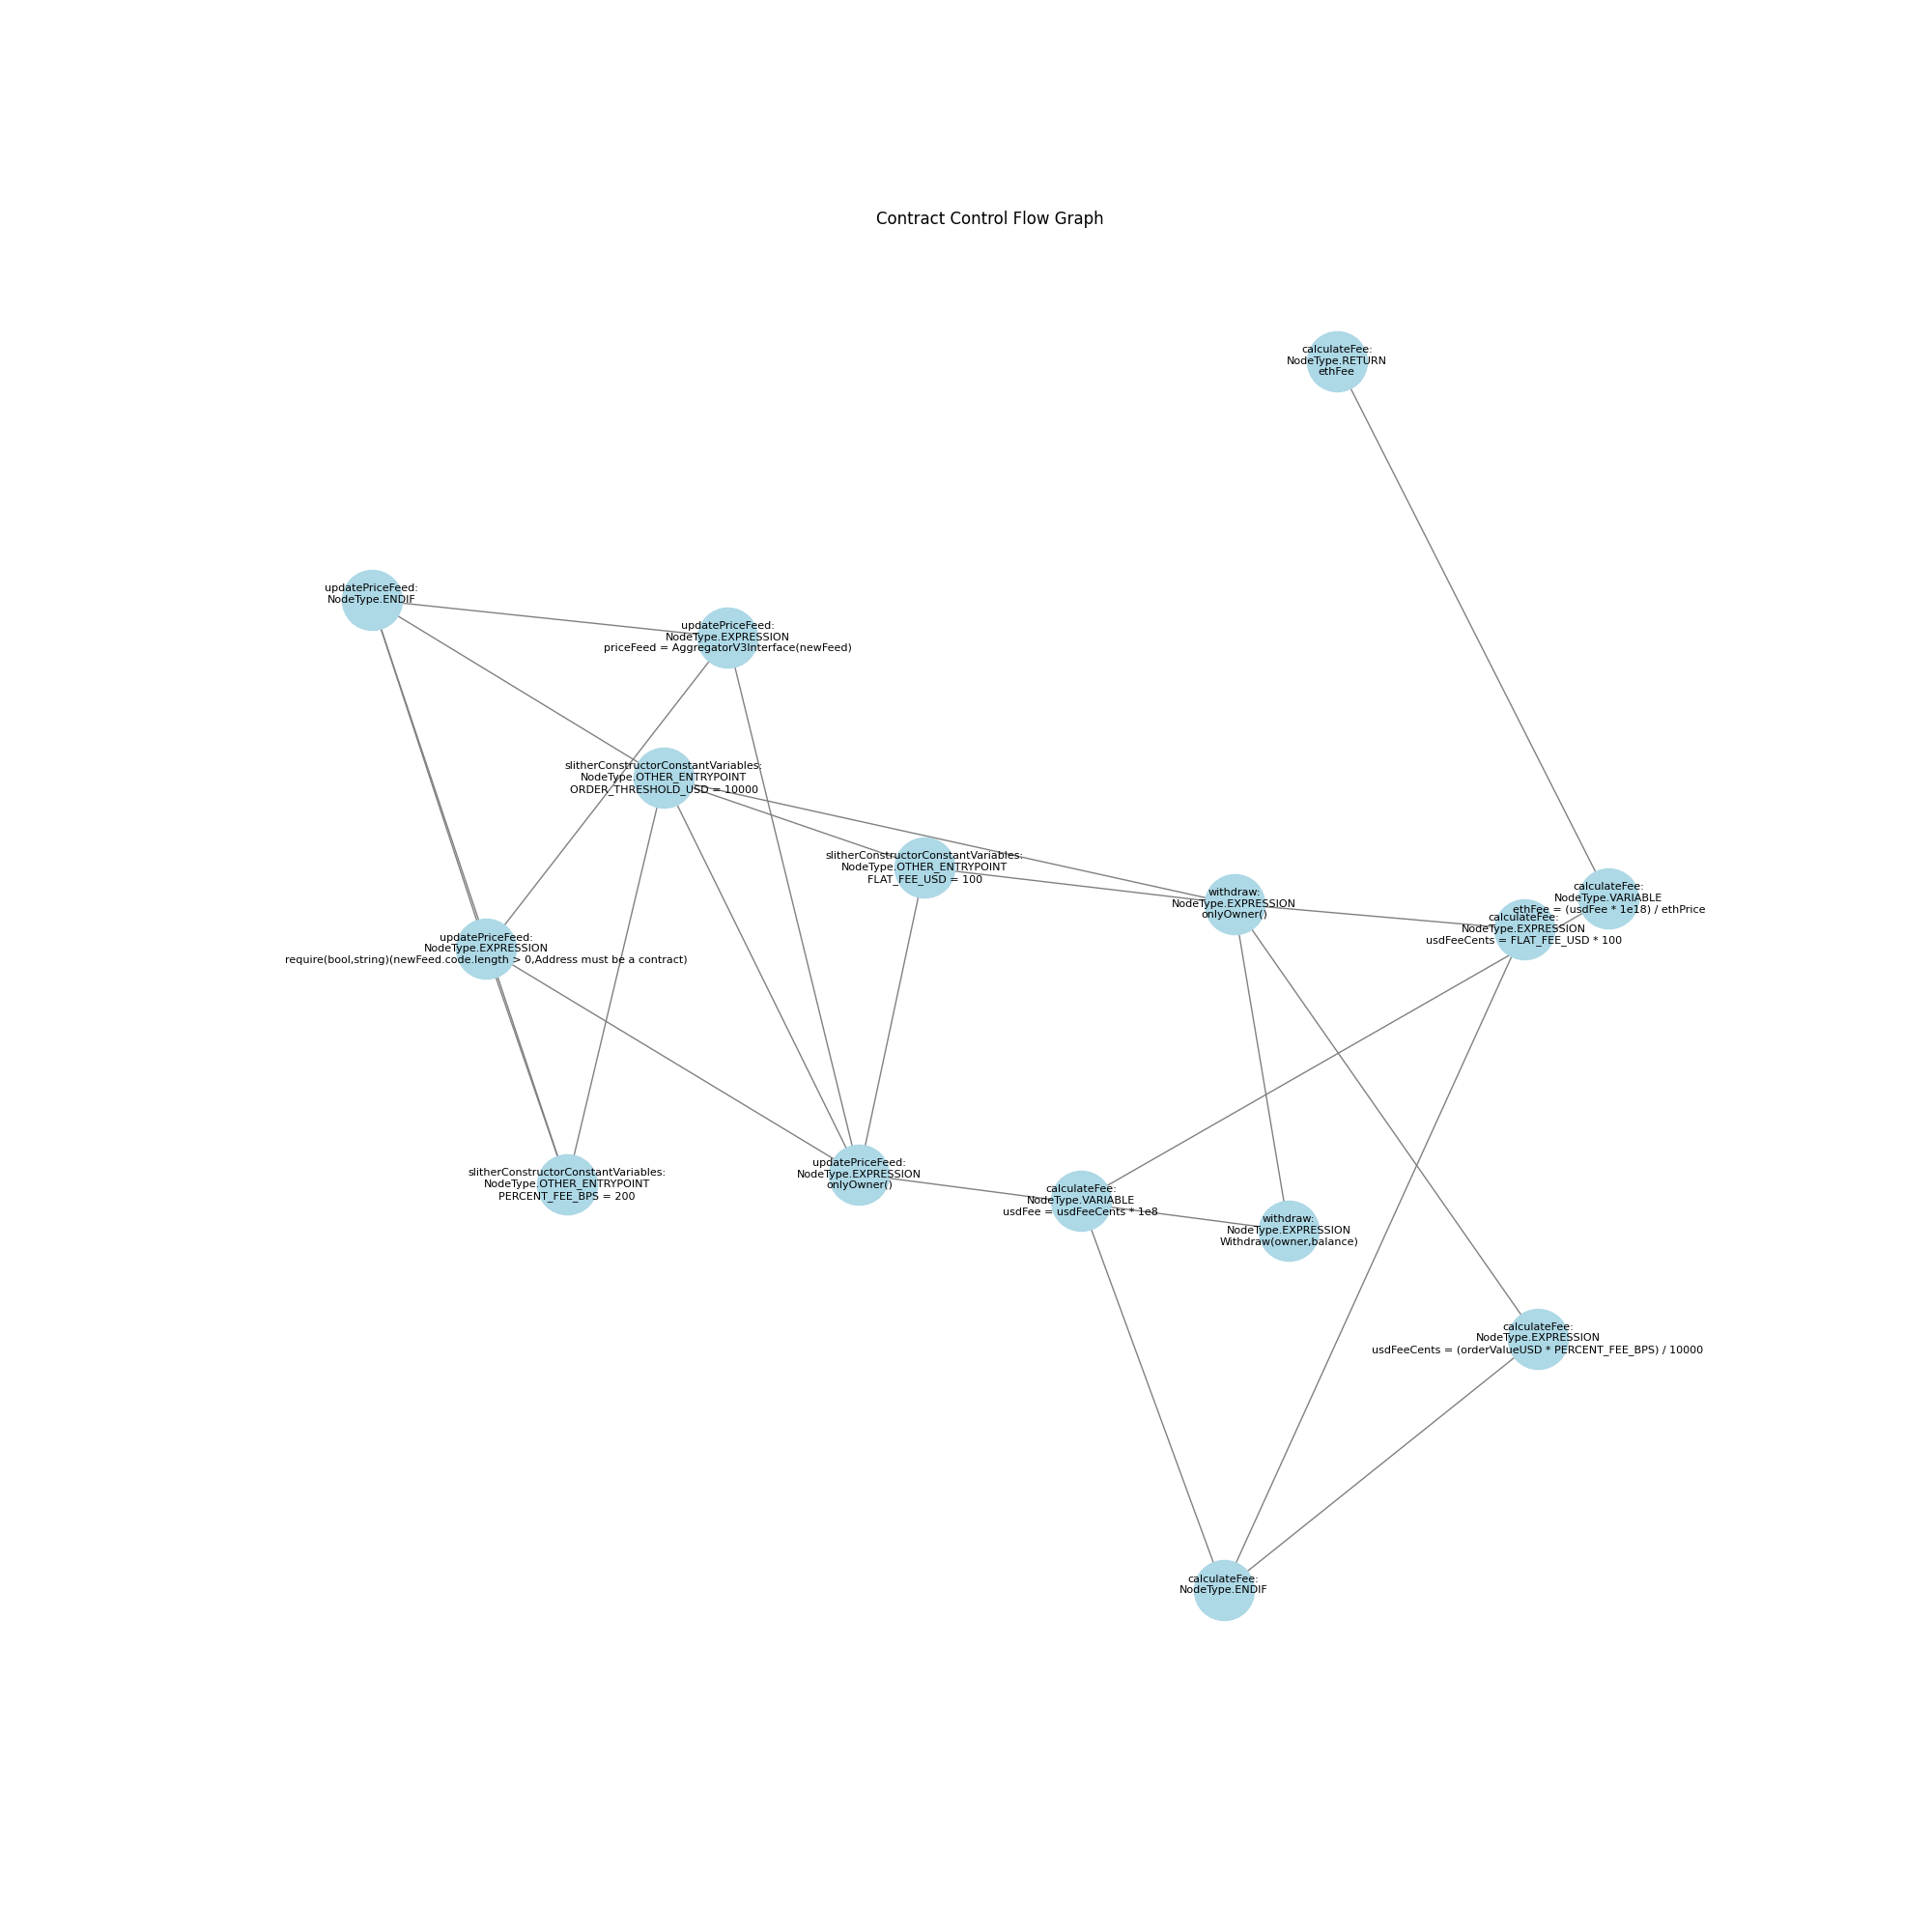 Contract Control Flow Graph
calculateFee:
NodeType.RETURN
ethFee
updatePriceFeed:
NodeType.ENDIF
updatePriceFeed:
NodeType.EXPRESSION
priceFeed = AggregatorV3Interface(newFeed)
slitherConstructorConstantVariables:
NodeType.OTHER_ENTRYPOINT
ORDER_THRESHOLD_USD = 10000
slitherConstructorConstantVariables:
NodeType.OTHER_ENTRYPOINT
FLAT_FEE_USD = 100
withdraw:
NodeType.EXPRESSION
onlyOwner()
calculateFee:
NodeType.VARIABLE
ethFee = (usdFee * 1e18) / ethPrice
calculateFee:
NodeType.EXPRESSION
usdFeeCents = FLAT_FEE_USD * 100
updatePriceFeed:
NodeType.EXPRESSION
require(bool,string)(newFeed.code.length > 0,Address must be a contract)
slitherConstructorConstantVariables:
NodeType.OTHER_ENTRYPOINT
PERCENT_FEE_BPS = 200
updatePriceFeed:
NodeType.EXPRESSION
onlyOwner()
calculateFee:
NodeType.VARIABLE
usdFee = usdFeeCents * 1e8
withdraw:
NodeType.EXPRESSION
Withdraw(owner,balance)
calculateFee:
NodeType.EXPRESSION
usdFeeCents = (orderValueUSD * PERCENT_FEE_BPS) / 10000
calculateFee:
NodeType.ENDIF